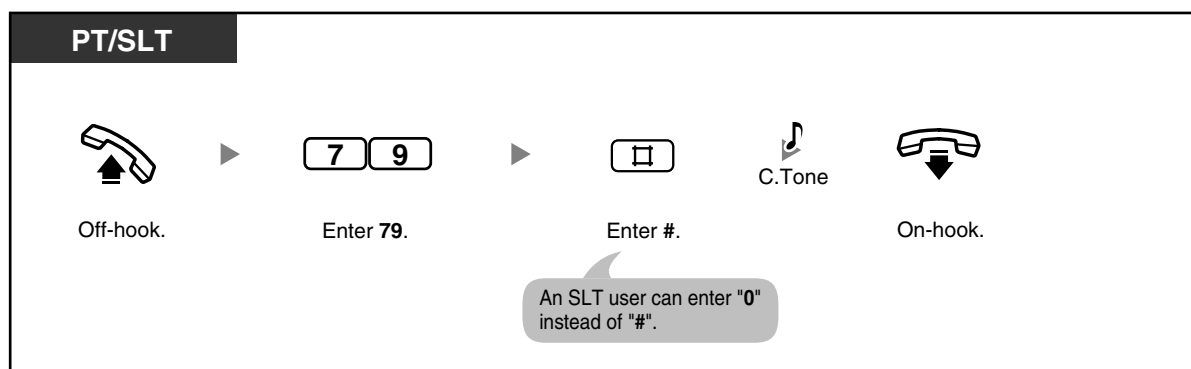 PT/SLT
7 9
#
C.Tone
Off-hook.
Enter 79.
Enter #.
On-hook.
An SLT user can enter "0"
instead of "#".